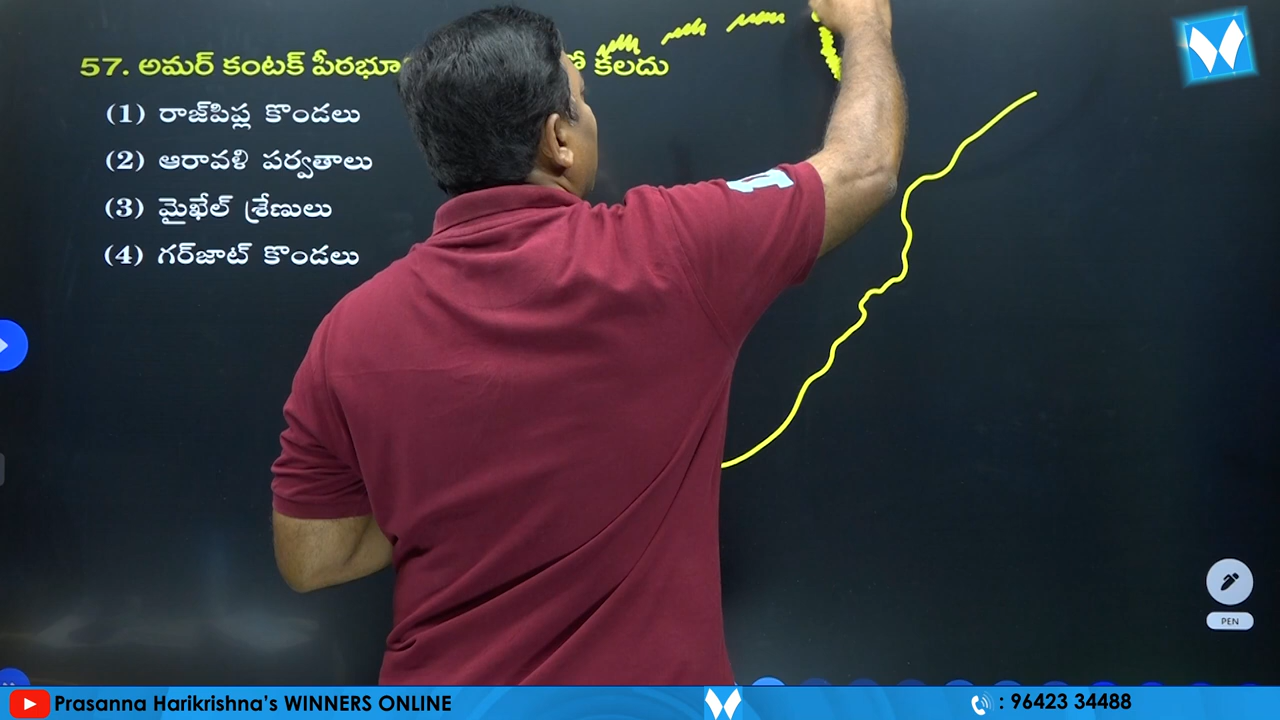 57. అమర్ కంటక్ కలదు
(1) రాజ్‌పిప్ల కొండలు
(2) ఆరావళి పర్వతాలు
(3) మైఖేల్ శ్రేణులు
(4) గర్‌జాట్ కొండలు
PEN
Prasanna Harikrishna's WINNERS ONLINE
: 96423 34488